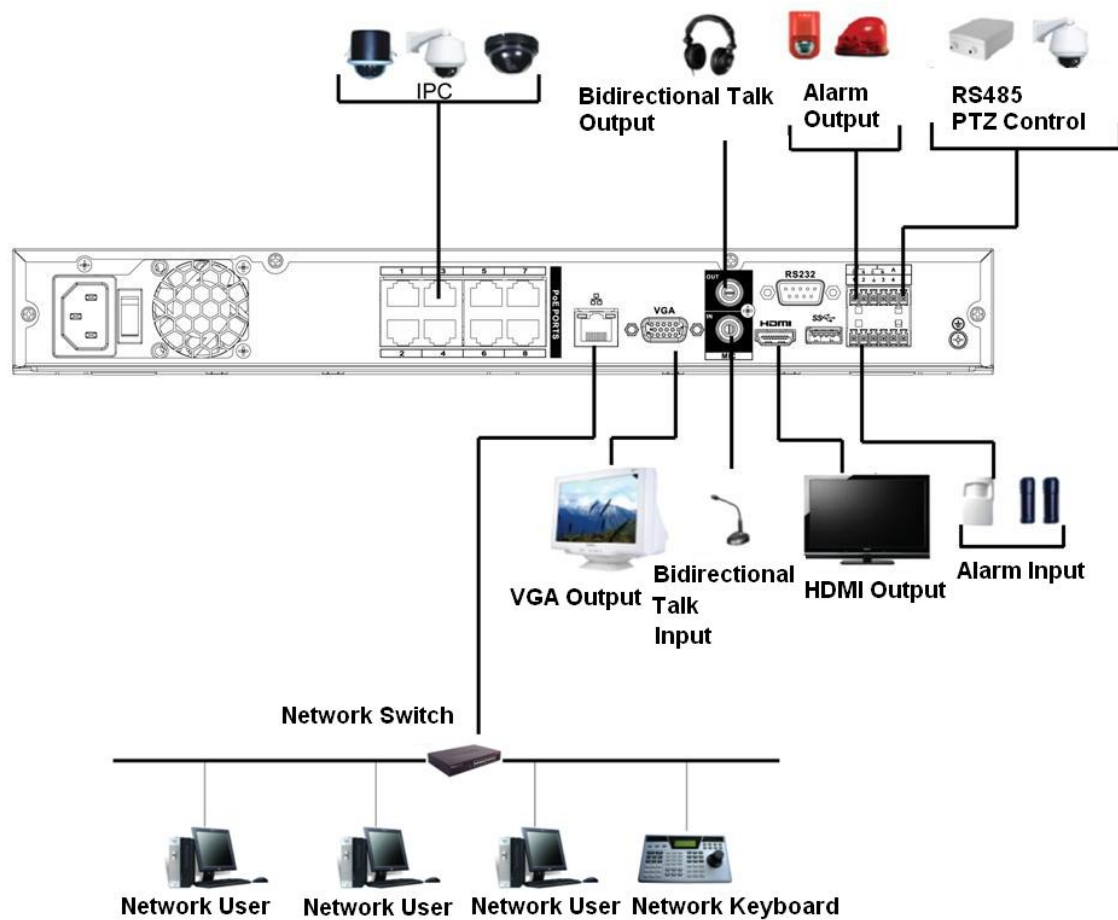 IPC
Bidirectional Talk
Output
Alarm
Output
RS485
PTZ Control
1 3 5 7
2 4 6 8
PoE PORTS
VGA
OUT
IN
MIC
RS232
HDMI
SS
A
VGA Output
Bidirectional
Talk
Input
HDMI Output
Alarm Input
Network Switch
Network User
Network User
Network User
Network Keyboard